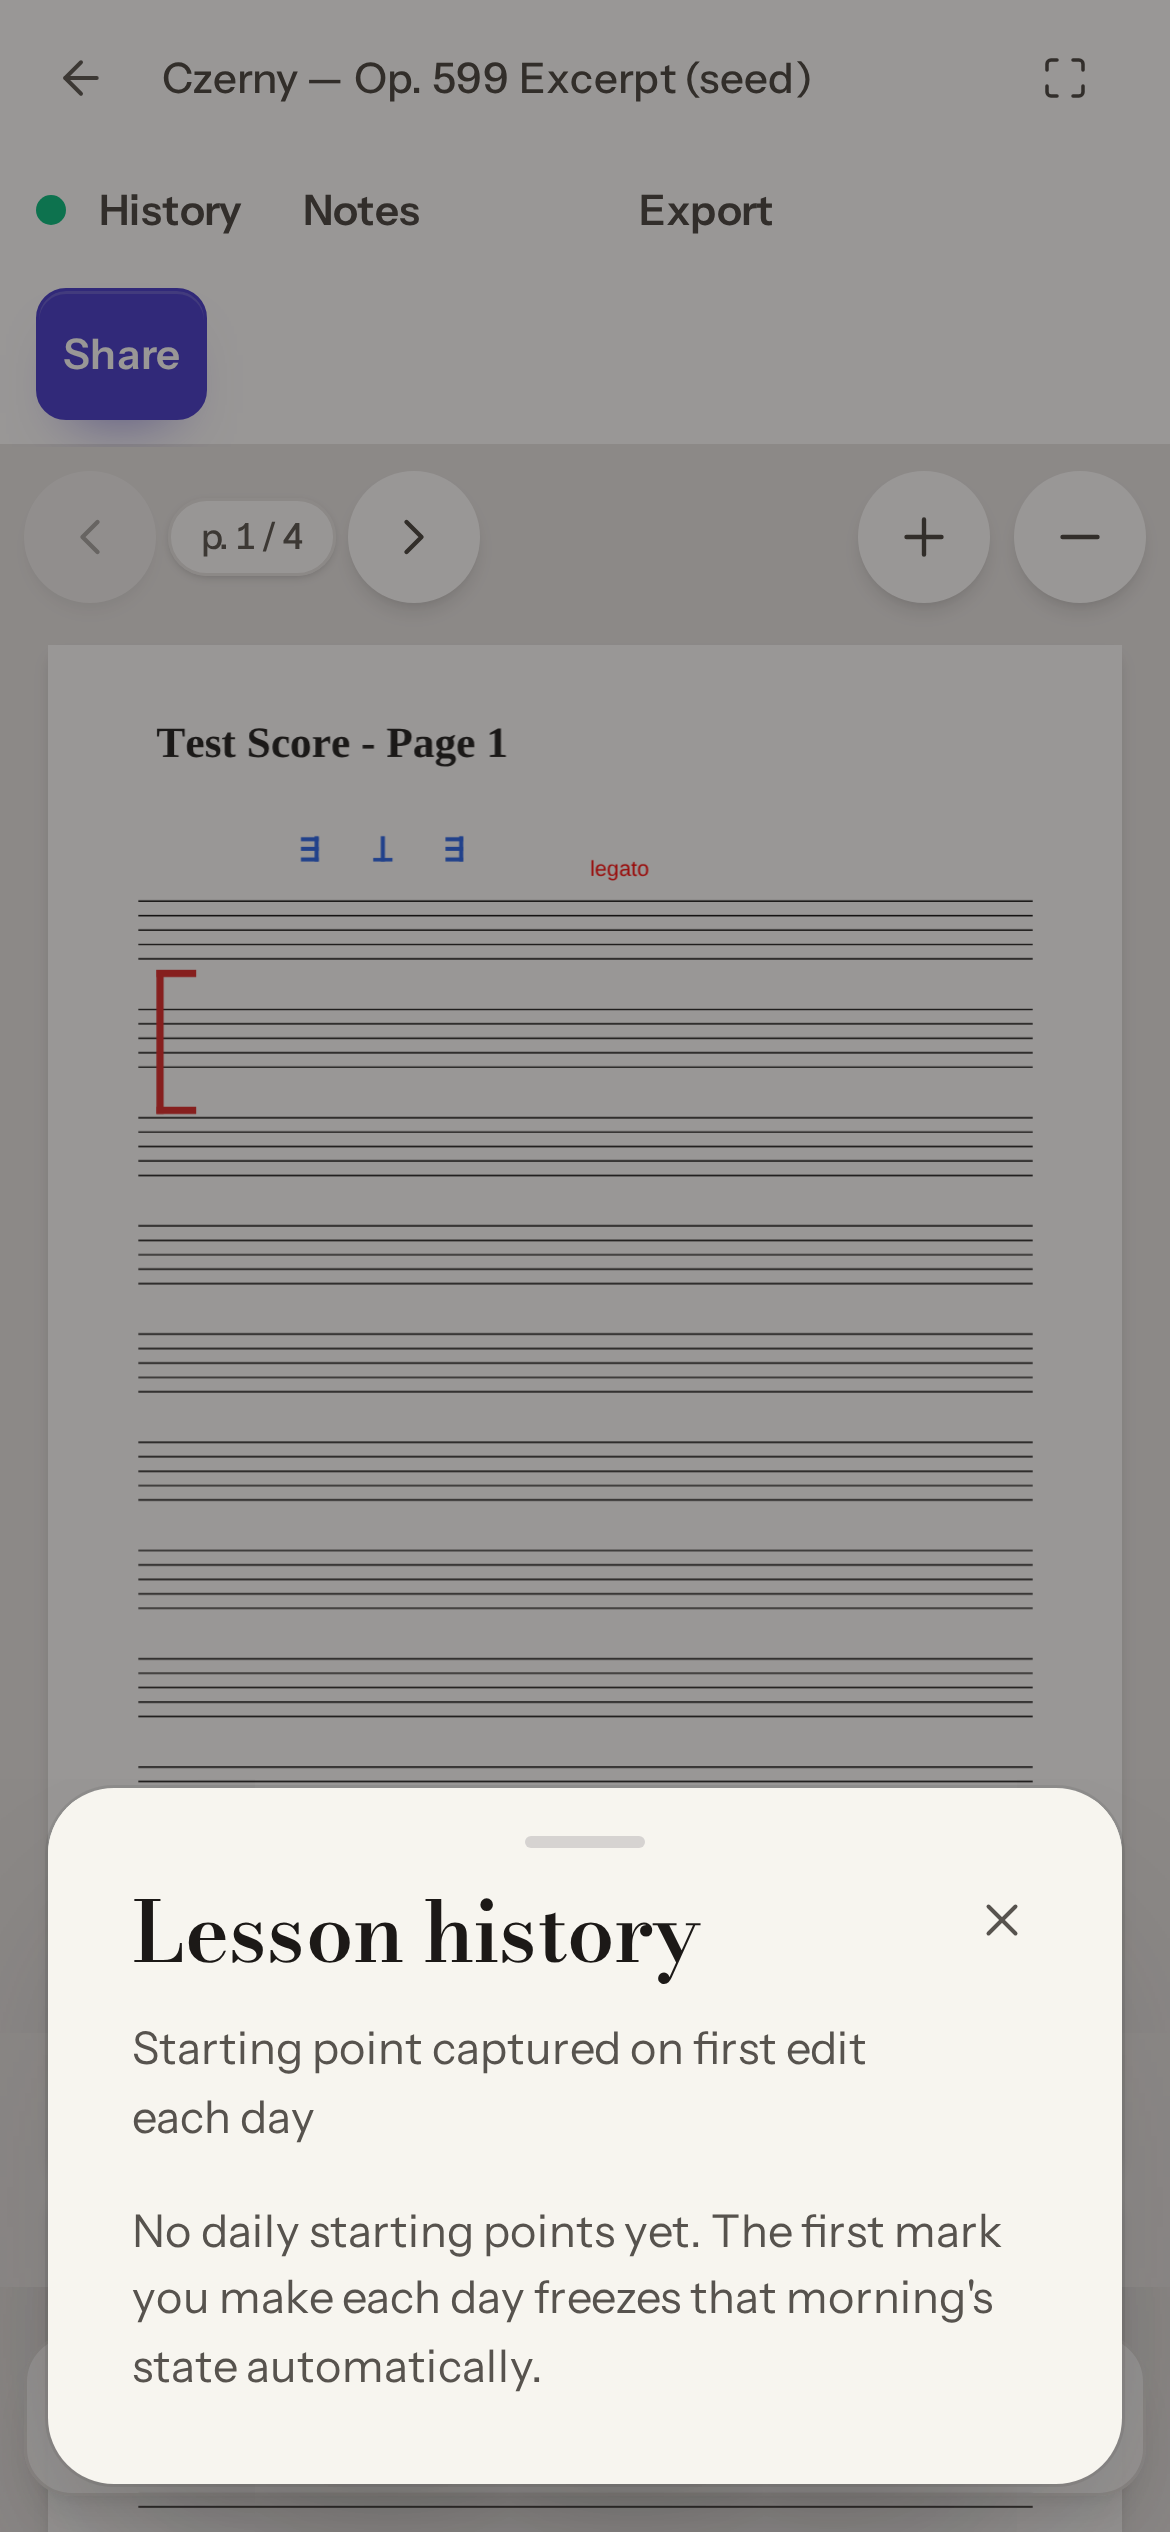 Czerny — Op. 599 Excerpt (seed)
History Notes Export
Share
p. 1 / 4
Test Score - Page 1
legato
Lesson history
Starting point captured on first edit
each day
No daily starting points yet. The first mark
you make each day freezes that morning's
state automatically.